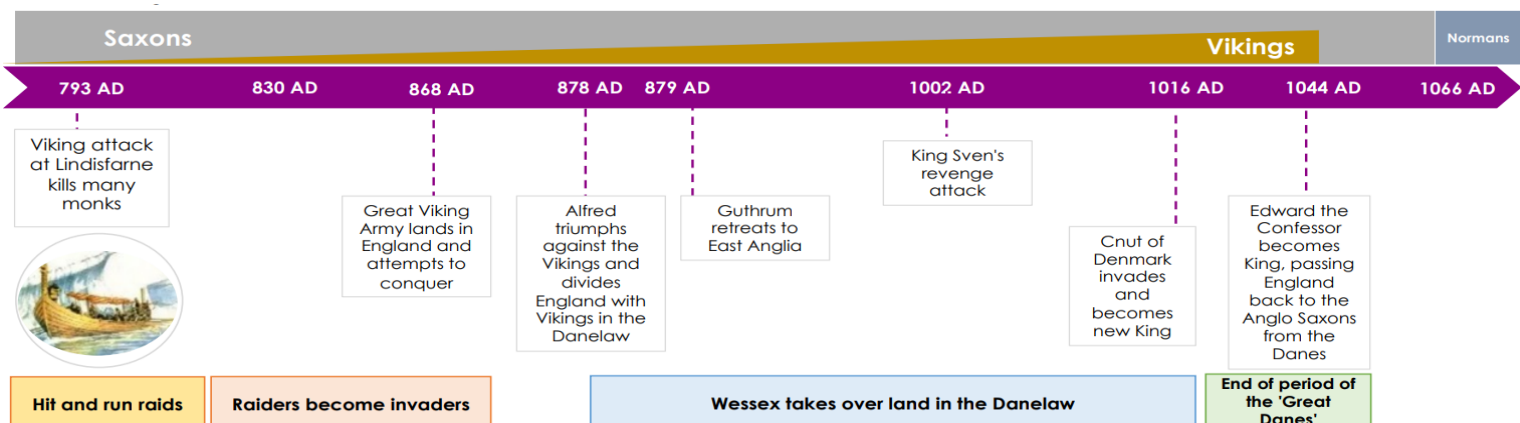 Saxons
Vikings
Normans
793 AD
830 AD
868 AD
878 AD
879 AD
1002 AD
1016 AD
1044 AD
1066 AD
Viking attack
at Lindisfarne
kills many
monks
Great Viking
Army lands in
England and
attempts to
conquer
Alfred
triumphs
against the
Vikings and
divides
England with
Vikings in the
Danelaw
Guthrum
retreats to
East Anglia
King Sven's
revenge
attack
Cnut of
Denmark
invades
and
becomes
new King
Edward the
Confessor
becomes
King, passing
England
back to the
Anglo Saxons
from the
Danes
Hit and run raids
Raiders become invaders
Wessex takes over land in the Danelaw
End of period of
the 'Great
Danes'